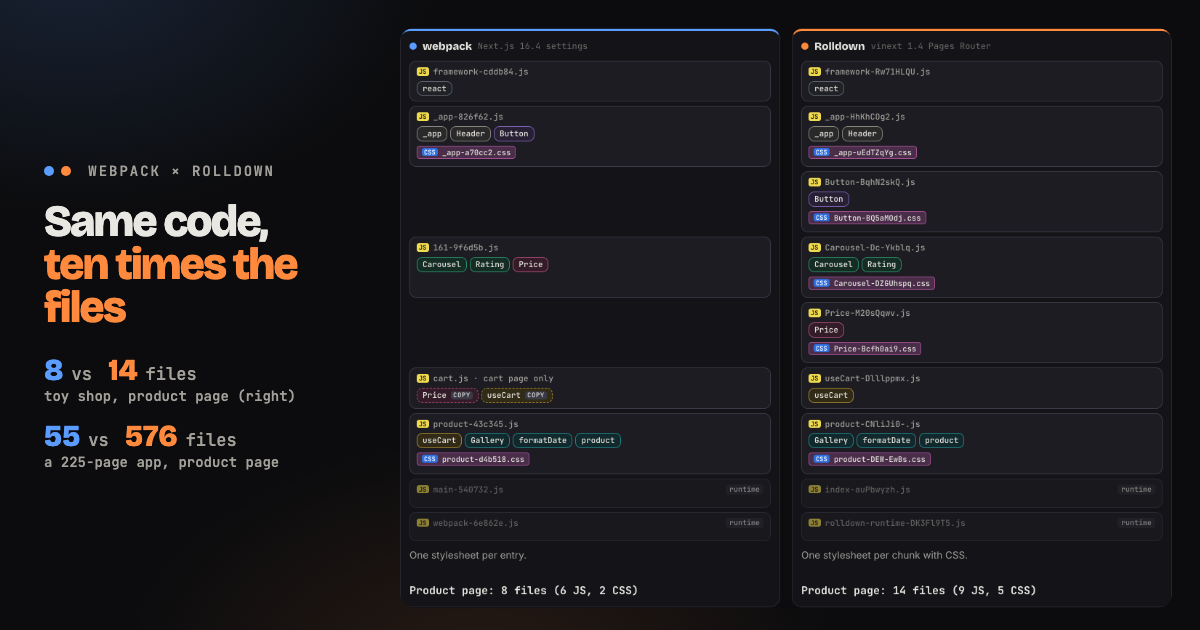 WEBPACK × ROLLDOWN
Same code,
ten times the
files
8 vs 14 files
toy shop, product page (right)
55 vs 576 files
a 225-page app, product page
webpack Next.js 16.4 settings
JS framework-cddb84.js
react
JS _app-826f62.js
_app Header Button
CSS _app-a70cc2.css
JS 161-9f6d5b.js
Carousel Rating Price
JS cart.js · cart page only
Price COPY useCart COPY
JS product-43c345.js
useCart Gallery formatDate product
CSS product-d4b518.css
JS main-540732.js runtime
JS webpack-6e862e.js runtime
One stylesheet per entry.
Product page: 8 files (6 JS, 2 CSS)
Rolldown vinext 1.4 Pages Router
JS framework-Rw71HLQU.js
react
JS _app-HhKhCOg2.js
_app Header
CSS _app-uEdTZqYg.css
JS Button-BqhN2skQ.js
Button
CSS Button-BQ5aMOdj.css
JS Carousel-Dc-Ykblq.js
Carousel Rating
CSS Carousel-DZGUhspq.css
JS Price-M20sQqwv.js
Price
CSS Price-Bcfh0ai9.css
JS useCart-Dlllppmx.js
useCart
JS product-CNliJi0-.js
Gallery formatDate product
CSS product-DEW-EwBs.css
JS index-auPbwyzh.js runtime
JS rolldown-runtime-DK3Fl9T5.js runtime
One stylesheet per chunk with CSS.
Product page: 14 files (9 JS, 5 CSS)